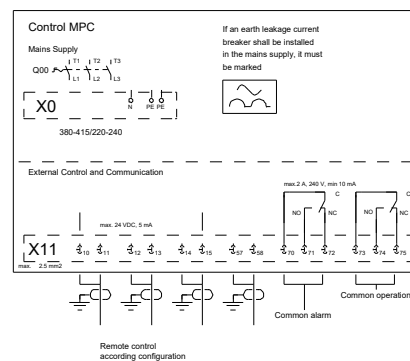 Control MPC
If an earth leakage current
breaker shall be installed
in the mains supply, it must
be marked
Mains Supply
T1 T2 T3
Q00
L1 L2 L3
X0
N PE PE
380-415/220-240
External Control and Communication
max.2 A, 240 V, min 10 mA
C C
NO NC NO NC
max. 24 VDC, 5 mA
X11
10 11 12 13 14 15 57 58 70 71 72 73 74 75
max. 2.5 mm2
Common operation
Common alarm
Remote control
according configuration